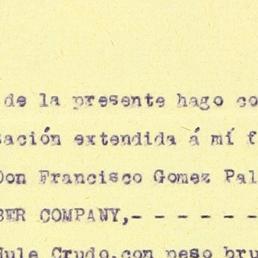 de la presente hago co
sación extendida á mí f
Don Francisco Gomez Pal
BER COMPANY,- - - - - -
Hule Crudo,con peso bru